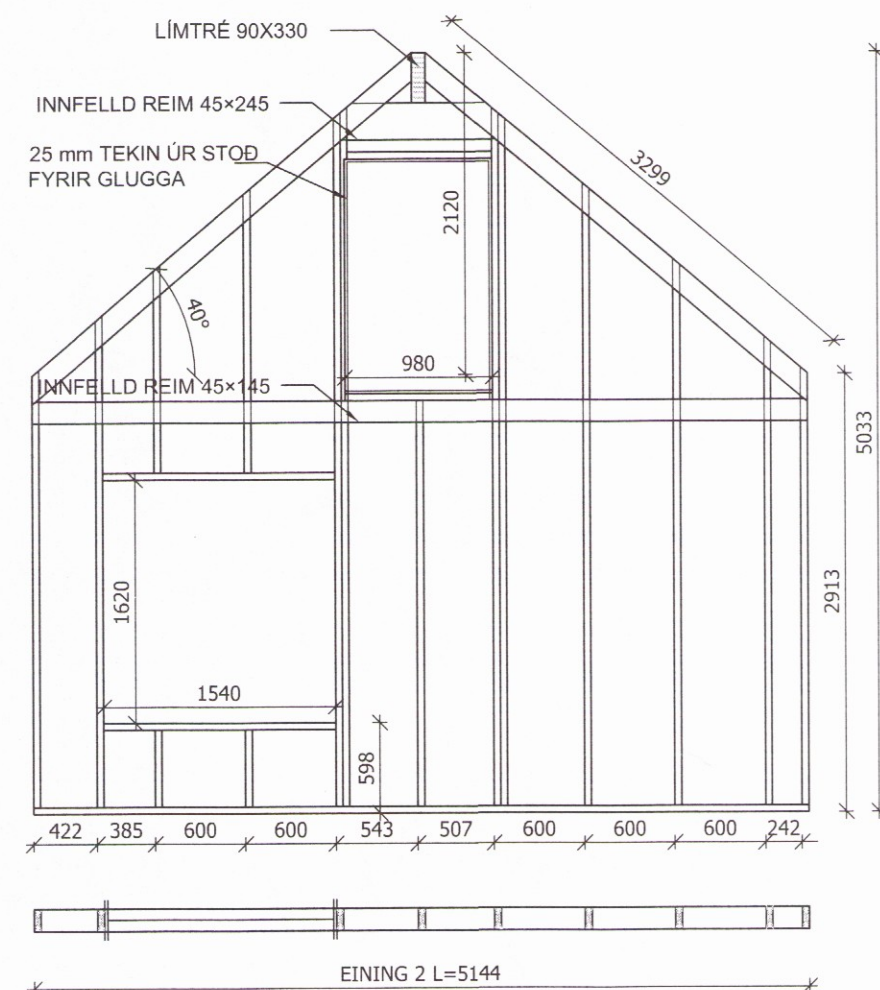 LÍMTRÉ 90X330
INNFELLD REIM 45×245
25 mm TEKIN ÚR STOÐ
FYRIR GLUGGA
3299
2120
40°
980
INNFELLD REIM 45×145
5033
2913
1620
1540
598
422 385 600 600 543 507 600 600 600 242
EINING 2 L=5144